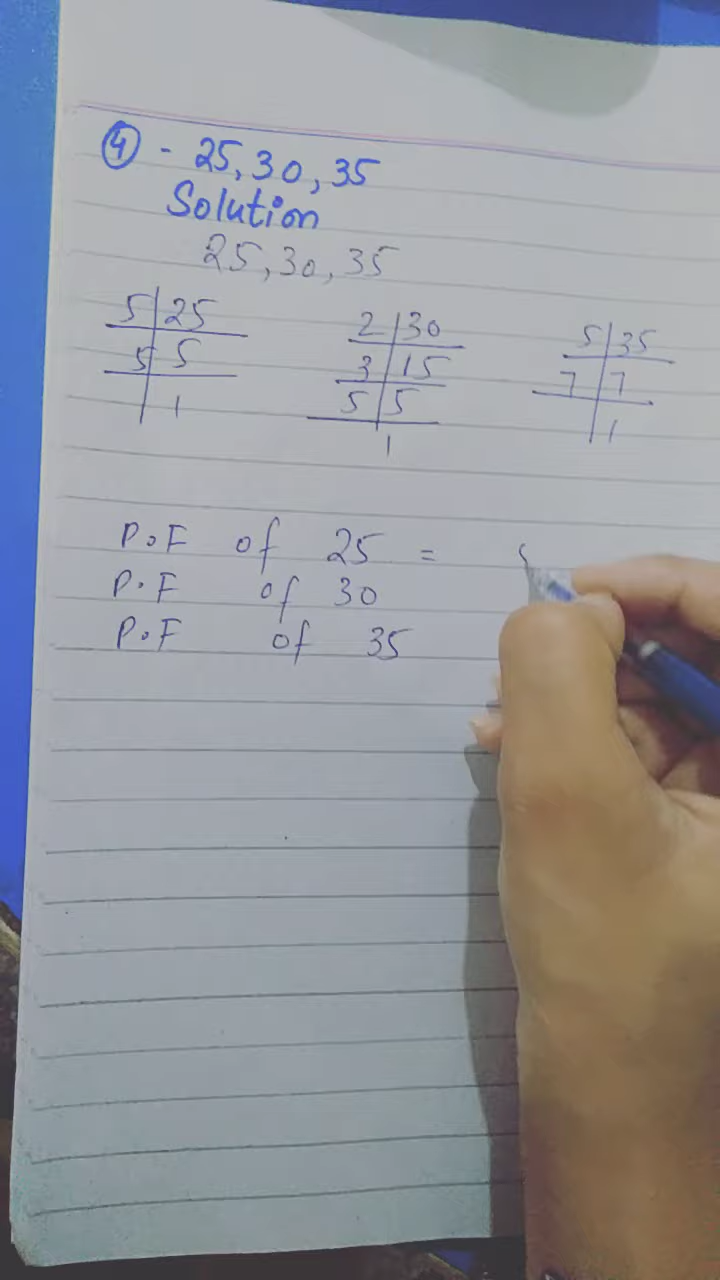 ④ - 25, 30, 35
Solution
25, 30, 35
5 | 25
5 | 5
| 1
2 | 30
3 | 15
5 | 5
1
5 | 35
7 | 7
| 1
P.F of 25 =
P.F of 30
P.F of 35